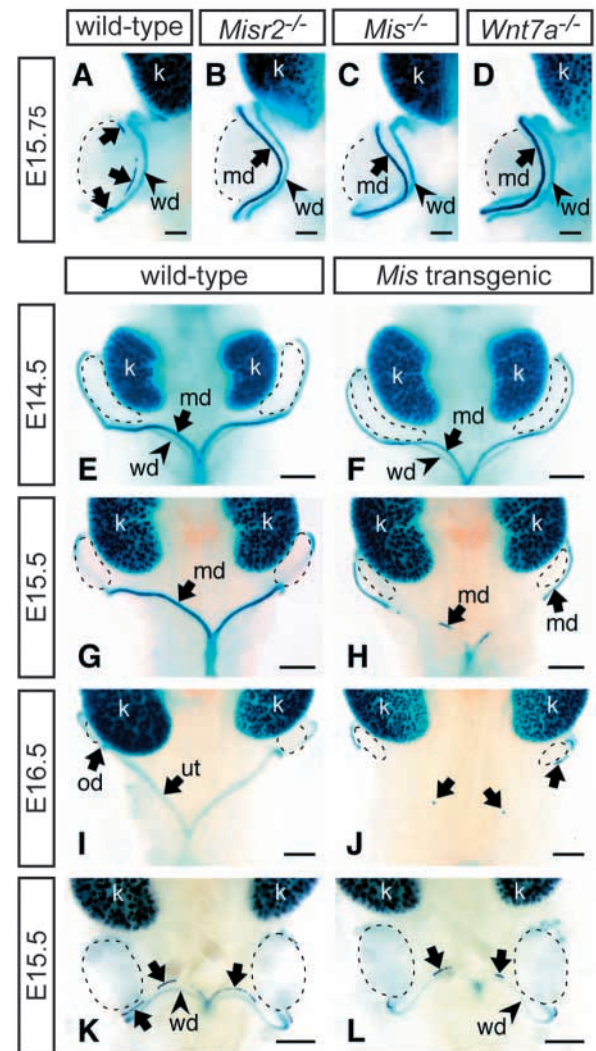 wild-type Misr2-/- Mis-/- Wnt7a-/-
E15.75
A B C D
k k k k
md md md
wd wd wd wd
wild-type Mis transgenic
E14.5
k k k k
md md
wd wd
E F
E15.5
k k k k
md md md
G H
E16.5
k k k k
od ut
I J
E15.5
k k k k
wd wd
K L